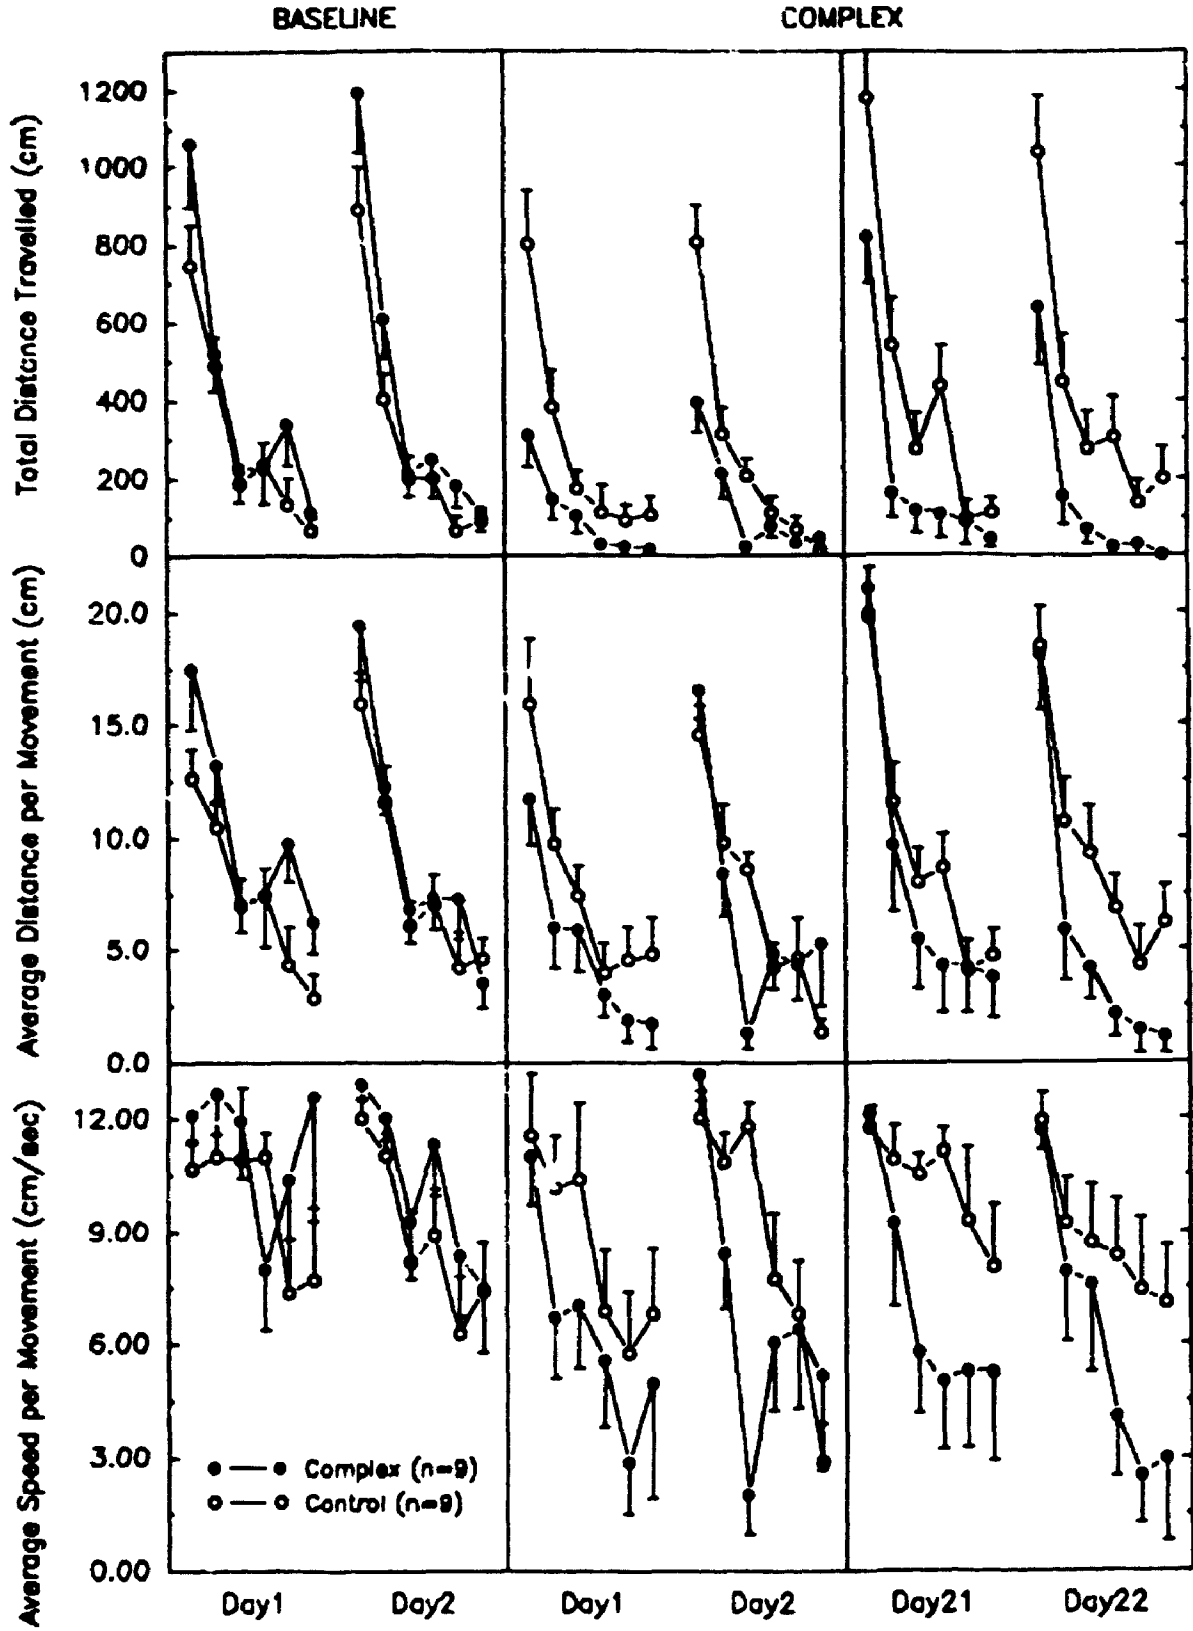 BASELINE COMPLEX
Total Distance Travelled (cm)
1200
1000
800
600
400
200
0
Average Distance per Movement (cm)
20.0
15.0
10.0
5.0
0.0
Average Speed per Movement (cm/sec)
12.00
9.00
6.00
3.00
0.00
Complex (n=9)
Control (n=9)
Day1 Day2 Day1 Day2 Day21 Day22